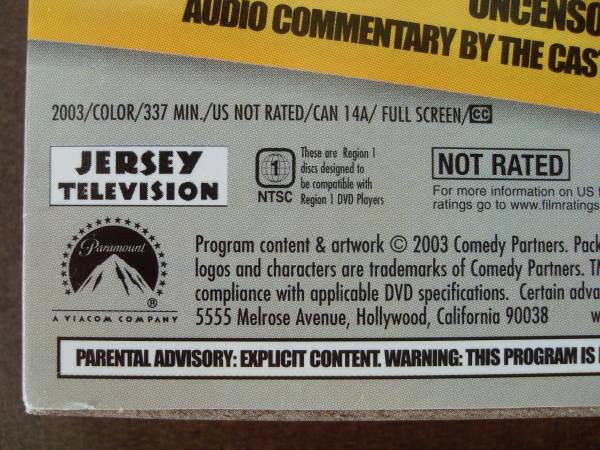 UNCENSO
AUDIO COMMENTARY BY THE CAST
2003/COLOR/337 MIN./US NOT RATED/CAN 14A/ FULL SCREEN/CC
JERSEY
TELEVISION
1
NTSC
These are Region 1
discs designed to
be compatible with
Region 1 DVD Players
NOT RATED
For more information on US f
ratings go to www.filmratings
Paramount
®
A VIACOM COMPANY
Program content & artwork © 2003 Comedy Partners. Pack
logos and characters are trademarks of Comedy Partners. TM
compliance with applicable DVD specifications. Certain adva
5555 Melrose Avenue, Hollywood, California 90038 w
PARENTAL ADVISORY: EXPLICIT CONTENT. WARNING: THIS PROGRAM IS